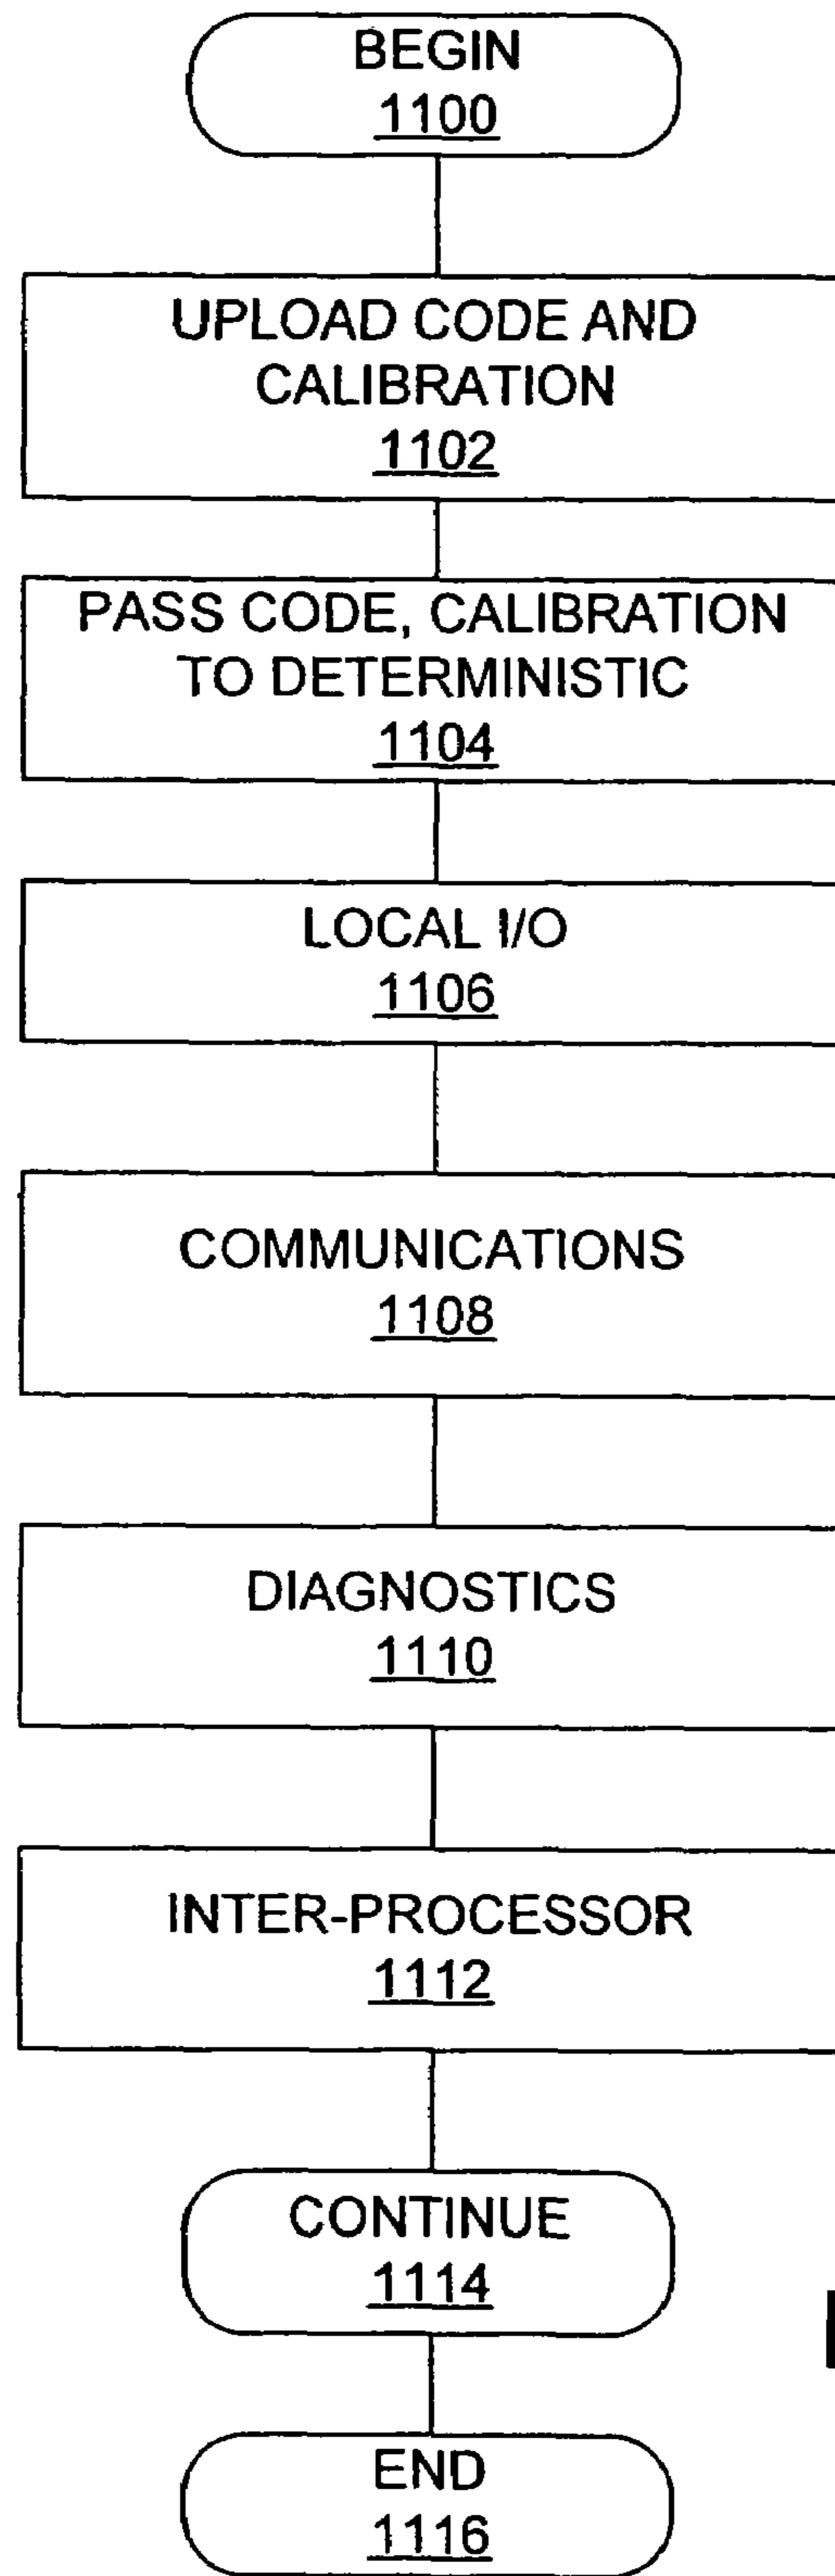 BEGIN
1100
UPLOAD CODE AND
CALIBRATION
1102
PASS CODE, CALIBRATION
TO DETERMINISTIC
1104
LOCAL I/O
1106
COMMUNICATIONS
1108
DIAGNOSTICS
1110
INTER-PROCESSOR
1112
CONTINUE
1114
END
1116